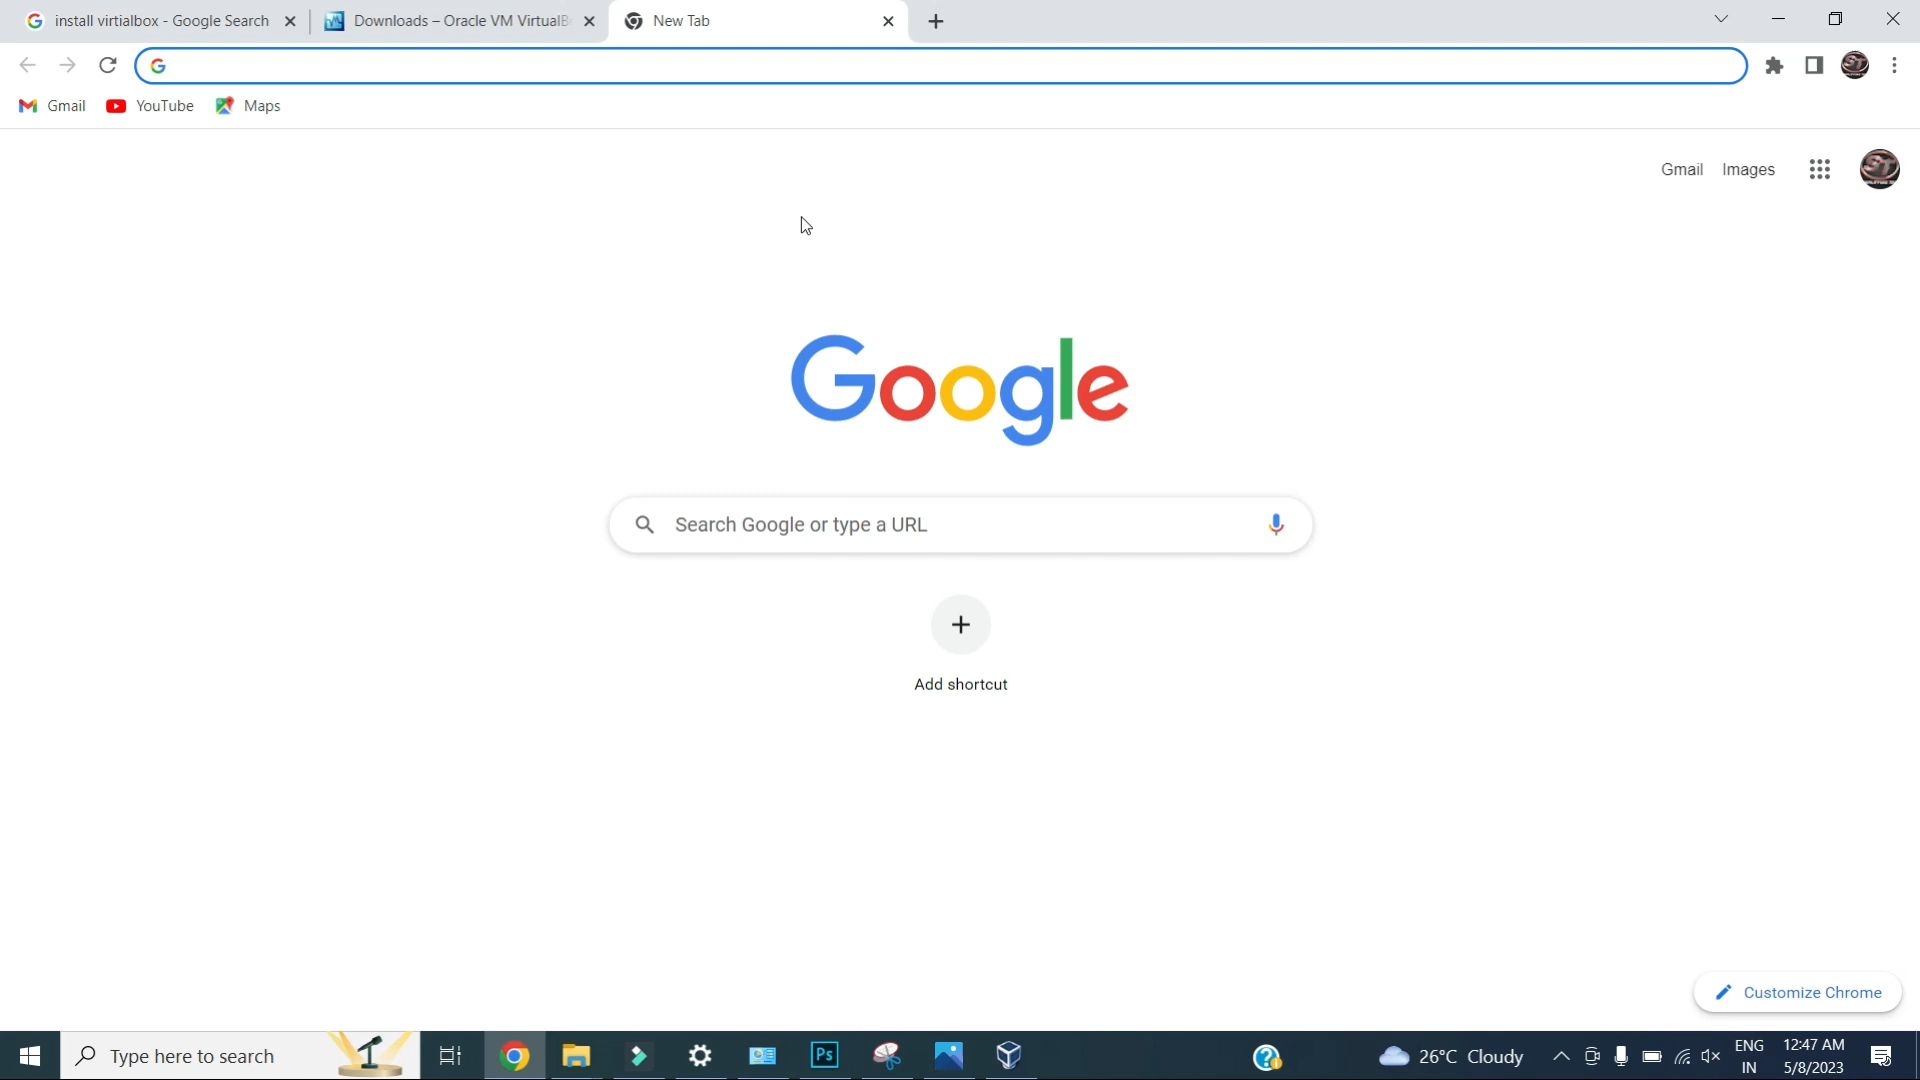 install virtialbox - Google Search
Downloads – Oracle VM VirtualB
New Tab
Gmail
YouTube
Maps
Gmail
Images
Google
Search Google or type a URL
Add shortcut
Customize Chrome
Type here to search
Ps
26°C Cloudy
ENG
IN
12:47 AM
5/8/2023